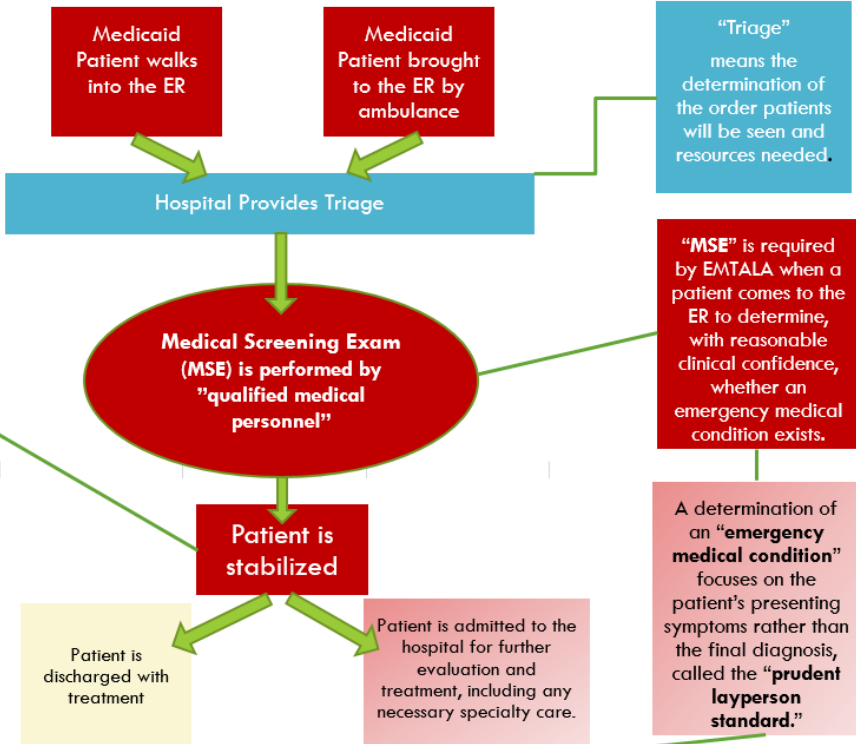 Medicaid
Patient walks
into the ER
Medicaid
Patient brought
to the ER by
ambulance
“Triage”
means the
determination of
the order patients
will be seen and
resources needed.
Hospital Provides Triage
“MSE” is required
by EMTALA when a
patient comes to the
ER to determine,
with reasonable
clinical confidence,
whether an
emergency medical
condition exists.
Medical Screening Exam
(MSE) is performed by
”qualified medical
personnel”
Patient is
stabilized
A determination of
an “emergency
medical condition”
focuses on the
patient’s presenting
symptoms rather than
the final diagnosis,
called the “prudent
layperson
standard.”
Patient is
discharged with
treatment
Patient is admitted to the
hospital for further
evaluation and
treatment, including any
necessary specialty care.